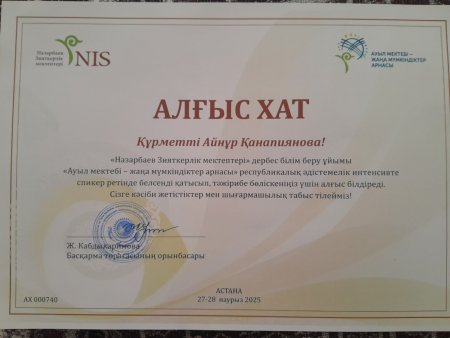 Назарбаев
Зияткерлік
мектептері
NIS
АУЫЛ МЕКТЕБІ –
ЖАҢА МҮМКІНДІКТЕР
АРНАСЫ
АЛҒЫС ХАТ
Құрметті Айнұр Қанапиянова!
«Назарбаев Зияткерлік мектептері» дербес білім беру ұйымы
«Ауыл мектебі – жаңа мүмкіндіктер арнасы» республикалық әдістемелік интенсивте
спикер ретінде белсенді қатысып, тәжірибе бөліскеніңіз үшін алғыс білдіреді.
Сізге кәсіби жетістіктер мен шығармашылық табыс тілейміз!
Ж. Кабдыкаримова
Басқарма төрағасының орынбасары
АХ 000740
АСТАНА
27-28 наурыз 2025